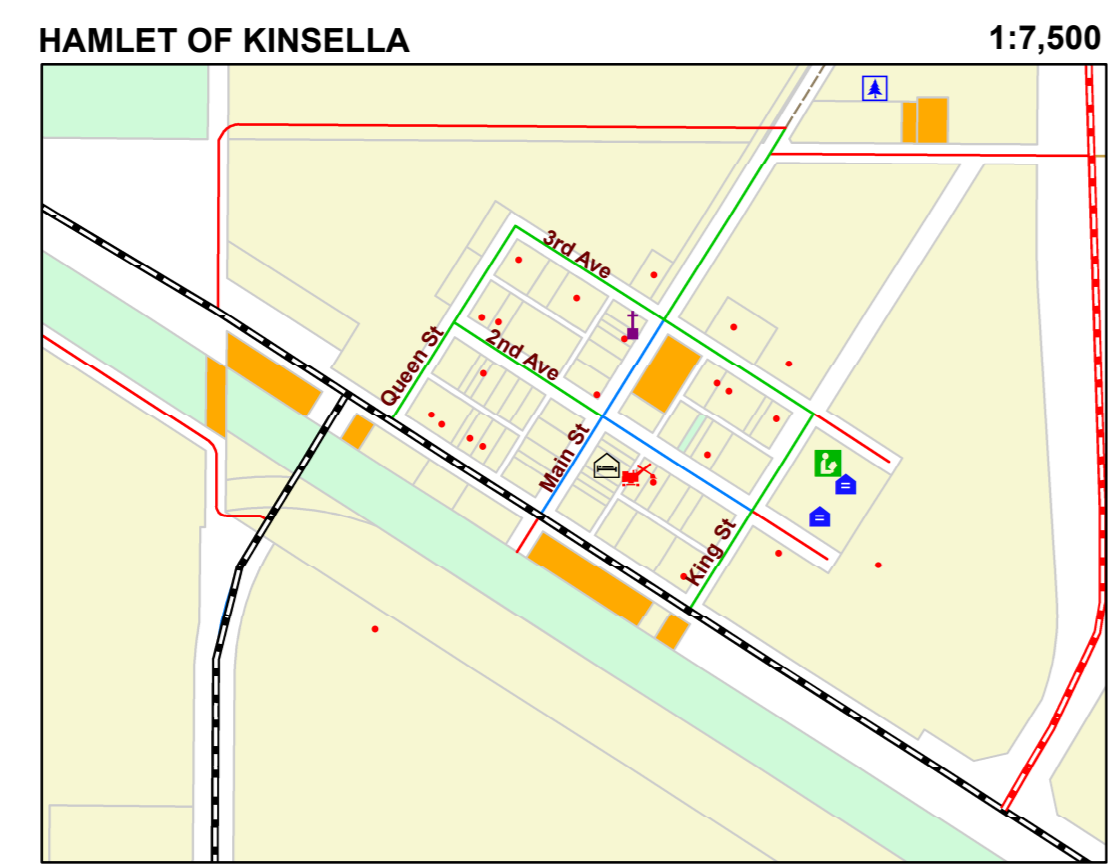 HAMLET OF KINSELLA
1:7,500
3rd Ave
2nd Ave
Queen St
Main St
King St